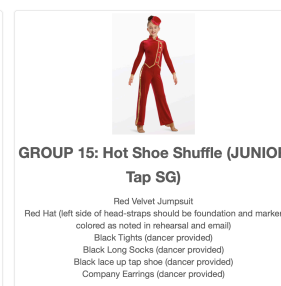 GROUP 15: Hot Shoe Shuffle (JUNIOR
Tap SG)
Red Velvet Jumpsuit
Red Hat (left side of head-straps should be foundation and marker
colored as noted in rehearsal and email)
Black Tights (dancer provided)
Black Long Socks (dancer provided)
Black lace up tap shoe (dancer provided)
Company Earrings (dancer provided)